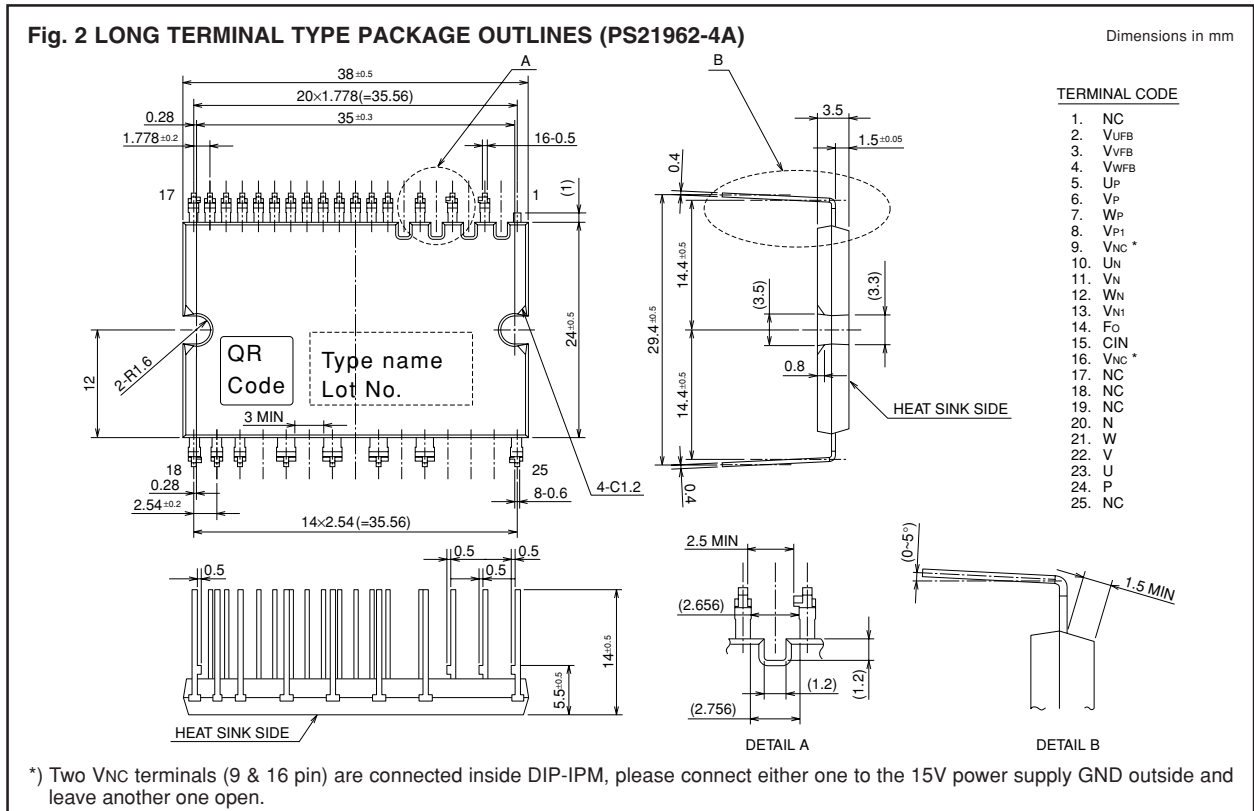 Fig. 2 LONG TERMINAL TYPE PACKAGE OUTLINES (PS21962-4A)
Dimensions in mm
A
38±0.5
20×1.778(=35.56)
35±0.3
0.28
1.778±0.2
16-0.5
(1)
17
1
2-R1.6
12
24±0.5
QR
Code
Type name
Lot No.
3 MIN
18
25
0.28
2.54±0.2
8-0.6
4-C1.2
14×2.54(=35.56)
B
3.5
1.5±0.05
0.4
14.4±0.5
29.4±0.5
14.4±0.5
(3.5)
(3.3)
0.8
HEAT SINK SIDE
0.4
TERMINAL CODE
1. NC
2. VUFB
3. VVFB
4. VWFB
5. UP
6. VP
7. WP
8. VP1
9. VNC *
10. UN
11. VN
12. WN
13. VN1
14. FO
15. CIN
16. VNC *
17. NC
18. NC
19. NC
20. N
21. W
22. V
23. U
24. P
25. NC
0.5
0.5
0.5
0.5
14±0.5
5.5±0.5
HEAT SINK SIDE
2.5 MIN
(2.656)
(1.2)
(1.2)
(2.756)
DETAIL A
(0~5°)
1.5 MIN
DETAIL B
*) Two VNC terminals (9 & 16 pin) are connected inside DIP-IPM, please connect either one to the 15V power supply GND outside and
leave another one open.